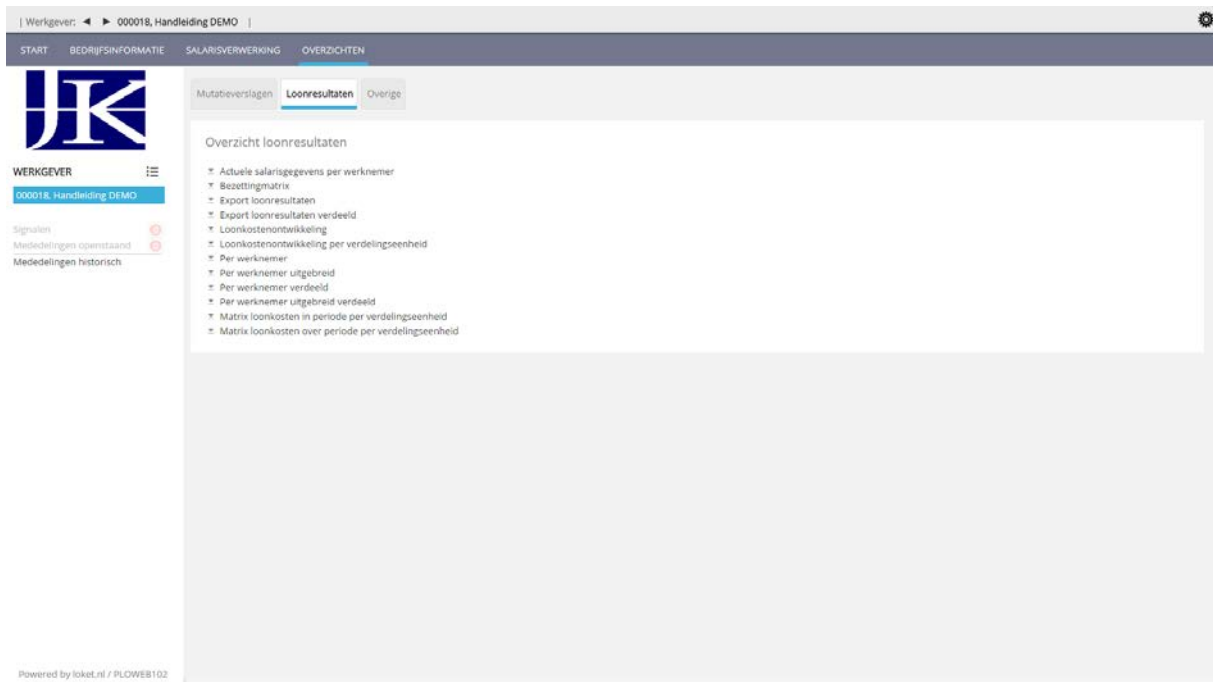 | Werkgever: ◄ ► 000018, Handleiding DEMO |
START BEDRIJFSINFORMATIE SALARISVERWERKING OVERZICHTEN
JK
Mutatieverslagen Loonresultaten Overige
Overzicht loonresultaten
WERKGEVER
000018, Handleiding DEMO
Signalen
Mededelingen openstaand
Mededelingen historisch
Actuele salarisgegevens per werknemer
Bezettingmatrix
Export loonresultaten
Export loonresultaten verdeeld
Loonkostenontwikkeling
Loonkostenontwikkeling per verdelingseenheid
Per werknemer
Per werknemer uitgebreid
Per werknemer verdeeld
Per werknemer uitgebreid verdeeld
Matrix loonkosten in periode per verdelingseenheid
Matrix loonkosten over periode per verdelingseenheid
Powered by loket.nl / PLOWEB102